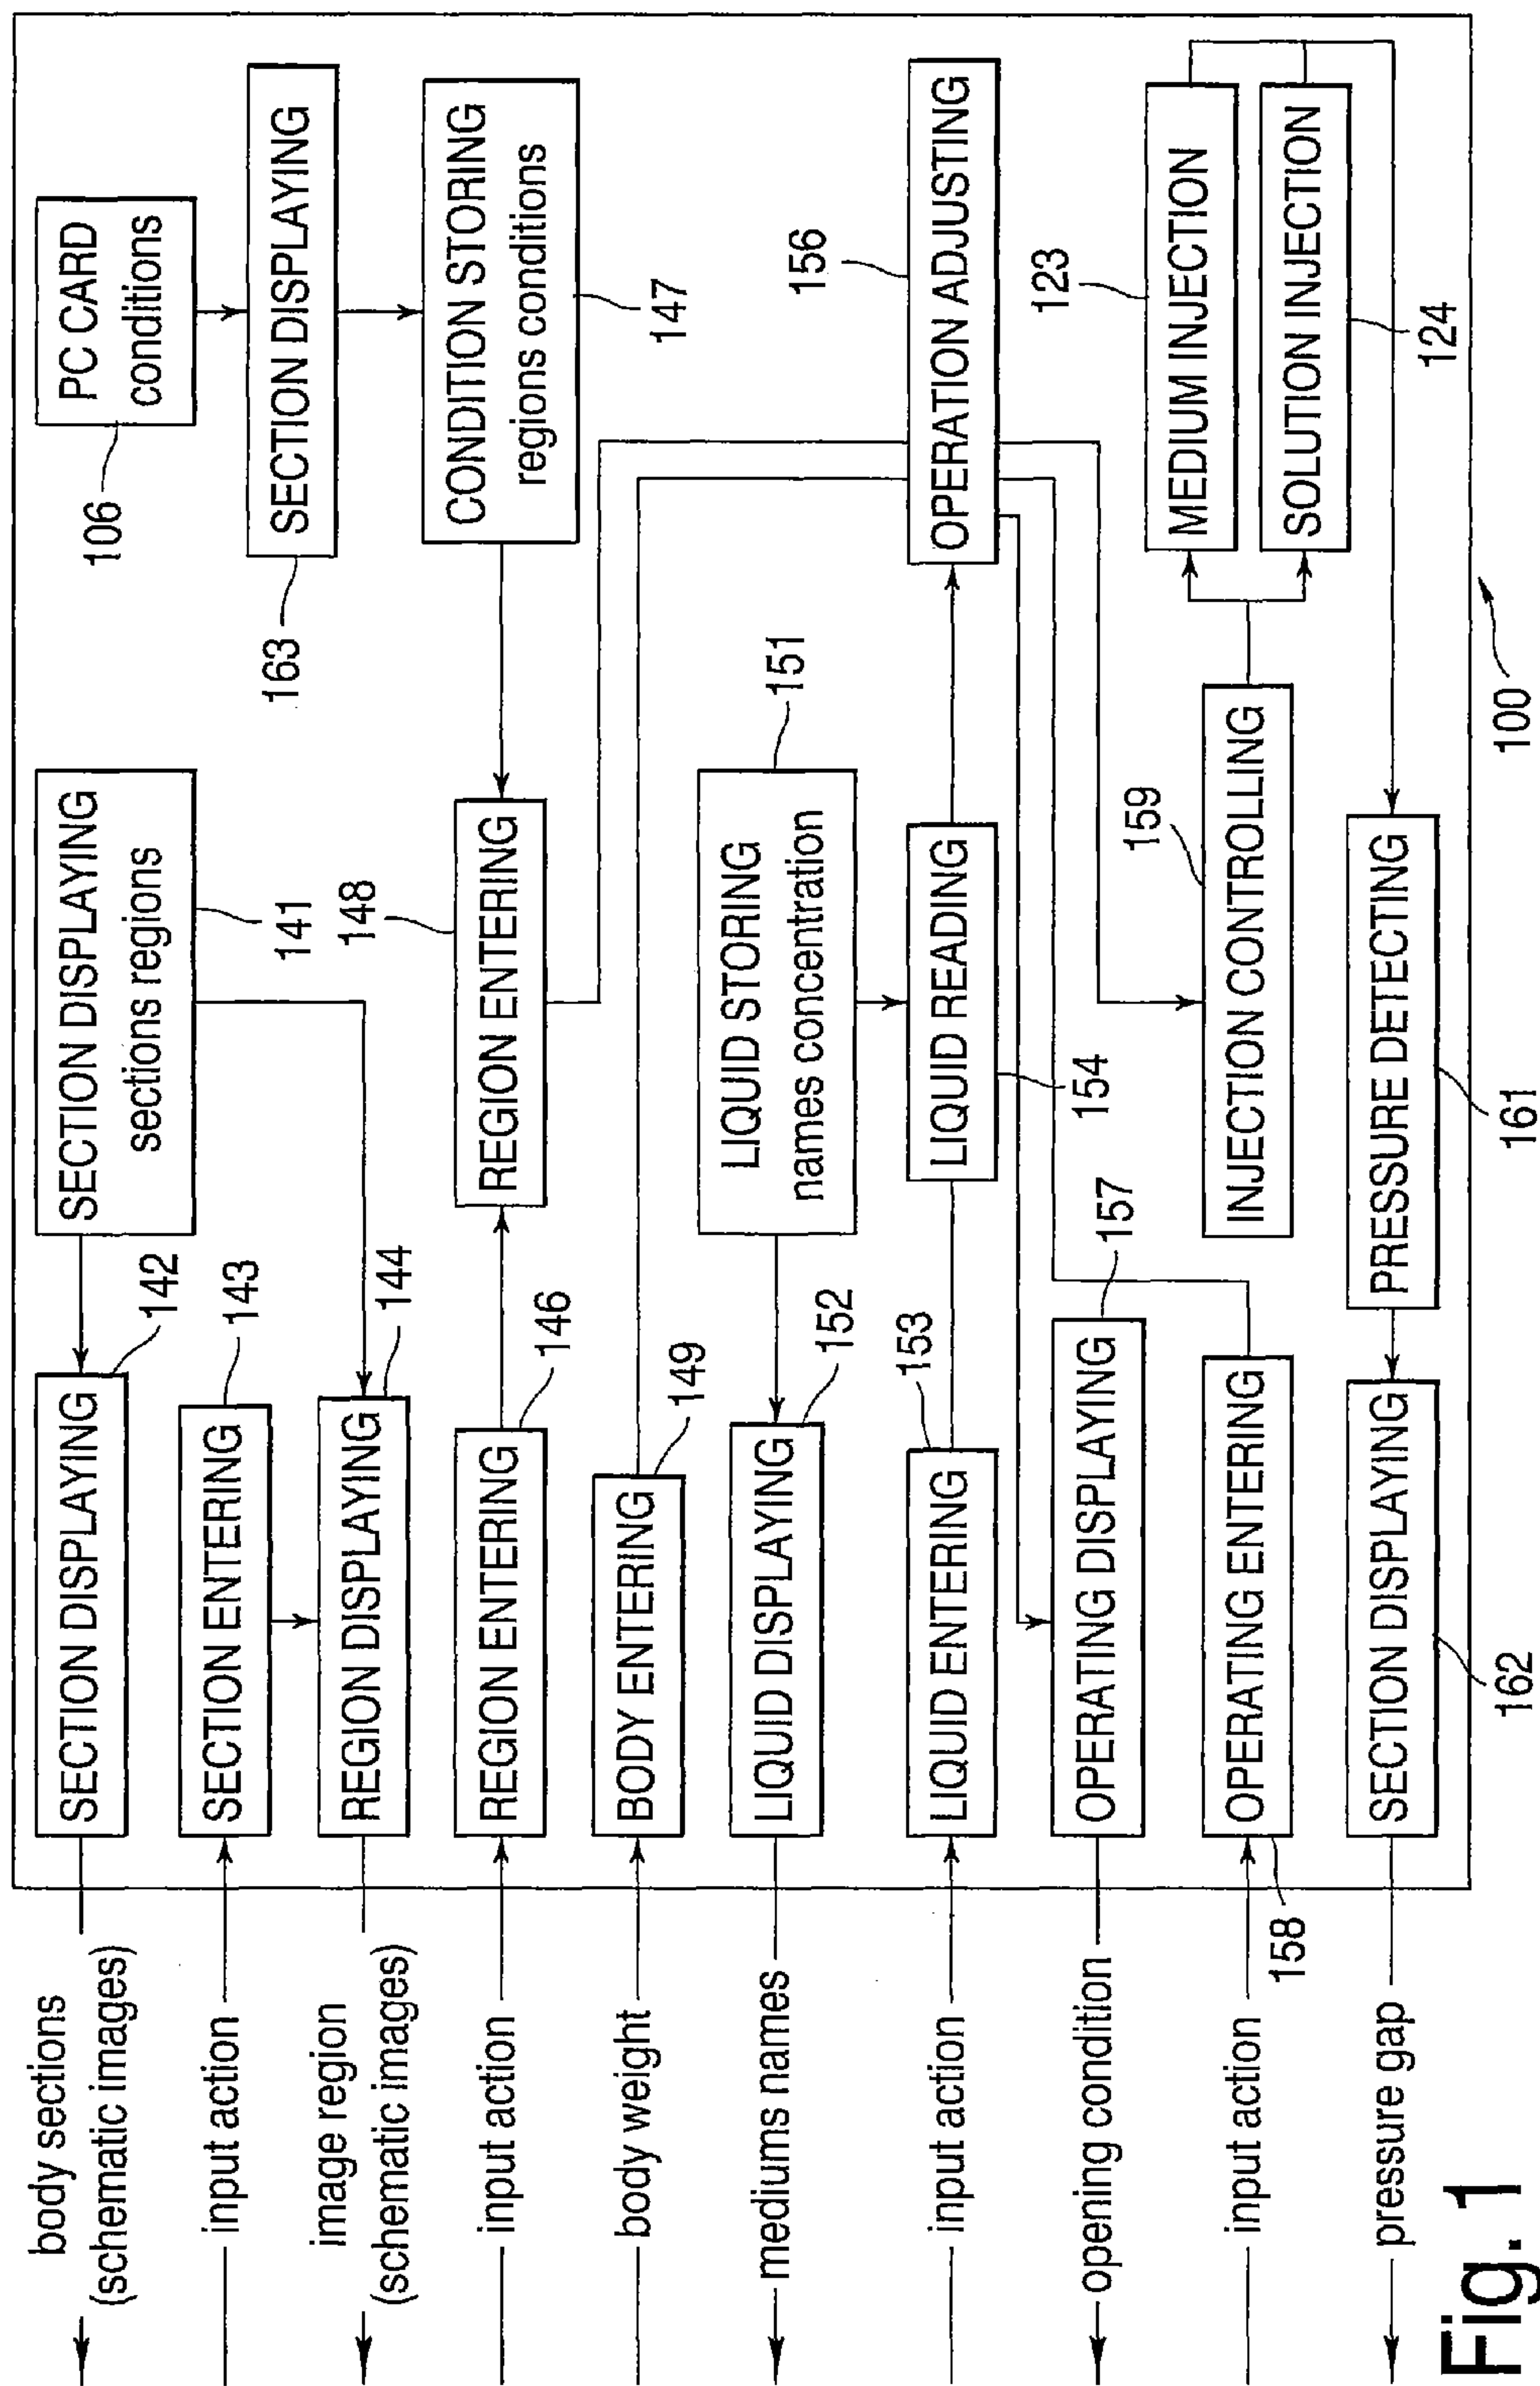 body sections
(schematic images)
SECTION DISPLAYING
142
SECTION DISPLAYING
sections regions
141
PC CARD
conditions
106
input action
SECTION ENTERING
143
SECTION DISPLAYING
163
image region
(schematic images)
REGION DISPLAYING
144
input action
REGION ENTERING
146
REGION ENTERING
148
CONDITION STORING
regions conditions
147
body weight
BODY ENTERING
149
mediums names
LIQUID DISPLAYING
152
LIQUID STORING
names concentration
151
input action
LIQUID ENTERING
153
LIQUID READING
154
OPERATION ADJUSTING
156
opening condition
OPERATING DISPLAYING
157
input action
OPERATING ENTERING
158
INJECTION CONTROLLING
159
MEDIUM INJECTION
123
SOLUTION INJECTION
124
pressure gap
SECTION DISPLAYING
162
PRESSURE DETECTING
161
100
Fig. 1